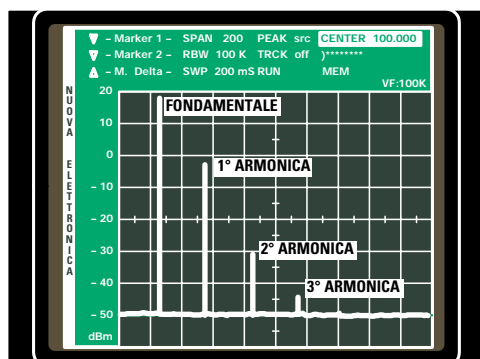 ▼ – Marker 1 – SPAN 200 PEAK src CENTER 100.000
▼ – Marker 2 – RBW 100 K TRCK off )********
▲ – M. Delta – SWP 200 mS RUN MEM
VF:100K
NUOVA ELETTRONICA
20
10
0
– 10
– 20
– 30
– 40
– 50
dBm
FONDAMENTALE
1° ARMONICA
2° ARMONICA
3° ARMONICA